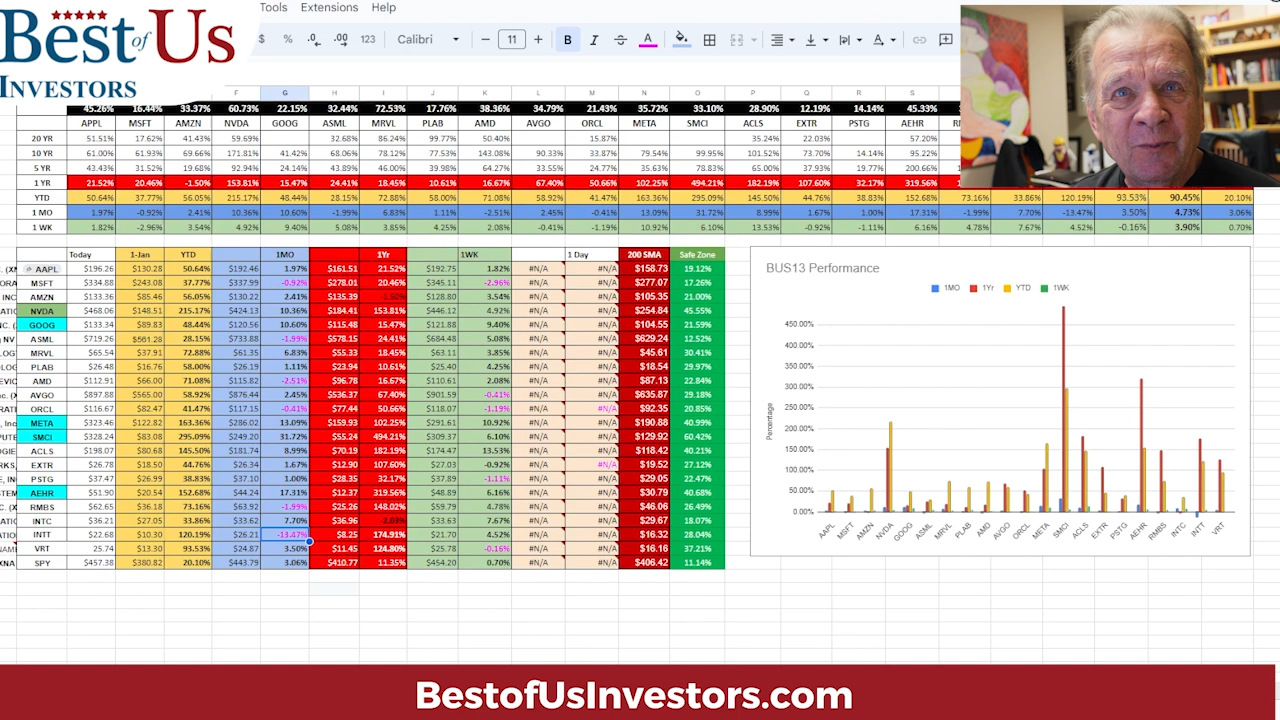 Best of Us
INVESTORS
Tools Extensions Help
$ % .0 .00 123 Calibri 11 B I S A
F G H I J K L M N O P Q R S
45.26% 16.44% 33.37% 60.73% 22.15% 32.44% 72.53% 17.76% 38.36% 34.79% 21.43% 35.72% 33.10% 28.90% 12.19% 14.14% 45.33%
APPL MSFT AMZN NVDA GOOG ASML MRVL PLAB AMD AVGO ORCL META SMCI ACLS EXTR PSTG AEHR
20 YR 51.51% 17.62% 41.43% 59.69% 32.68% 86.24% 99.77% 50.40% 15.87% 35.24% 22.03% 57.20%
10 YR 61.00% 61.93% 69.66% 171.81% 41.42% 68.06% 78.12% 77.53% 143.08% 90.33% 33.87% 79.54% 99.95% 101.52% 73.70% 14.14% 95.22%
5 YR 43.43% 31.52% 19.68% 92.94% 24.14% 43.89% 46.00% 39.98% 64.27% 33.55% 24.77% 35.63% 78.83% 65.00% 37.93% 19.77% 200.66%
1 YR 21.52% 20.46% -1.50% 153.81% 15.47% 24.41% 18.45% 10.61% 16.67% 67.40% 50.66% 102.25% 494.21% 182.19% 107.60% 32.17% 319.56%
YTD 50.64% 37.77% 56.05% 215.17% 48.44% 28.15% 72.88% 58.00% 71.08% 58.92% 41.47% 163.36% 295.09% 145.50% 44.76% 38.83% 152.68% 73.16% 33.86% 120.19% 93.53% 90.45% 20.10%
1 MO 1.97% -0.92% 2.41% 10.36% 10.60% -1.99% 6.83% 1.11% -2.51% 2.45% -0.41% 13.09% 31.72% 8.99% 1.67% 1.00% 17.31% -1.99% 7.70% -13.47% 3.50% 4.73% 3.06%
1 WK 1.82% -2.96% 3.54% 4.92% 9.40% 5.08% 3.85% 4.25% 2.08% -0.41% -1.19% 10.92% 6.10% 13.53% -0.92% -1.11% 6.16% 4.78% 7.67% 4.52% -0.16% 3.90% 0.70%
Today 1-Jan YTD 1MO 1Yr 1WK 1 Day 200 SMA Safe Zone
AAPL $196.26 $130.28 50.64% $192.46 1.97% $161.51 21.52% $192.75 1.82% #N/A #N/A $158.73 19.12%
MSFT $334.88 $243.08 37.77% $337.99 -0.92% $278.01 20.46% $345.11 -2.96% #N/A #N/A $277.07 17.26%
AMZN $133.36 $85.46 56.05% $130.22 2.41% $135.39 -1.50% $128.80 3.54% #N/A #N/A $105.35 21.00%
NVDA $468.06 $148.51 215.17% $424.13 10.36% $184.41 153.81% $446.12 4.92% #N/A #N/A $254.84 45.55%
GOOG $133.34 $89.83 48.44% $120.56 10.60% $115.48 15.47% $121.88 9.40% #N/A #N/A $104.55 21.59%
ASML $719.26 $561.28 28.15% $733.88 -1.99% $578.15 24.41% $684.48 5.08% #N/A #N/A $629.24 12.52%
MRVL $65.54 $37.91 72.88% $61.35 6.83% $55.33 18.45% $63.11 3.85% #N/A #N/A $45.61 30.41%
PLAB $26.48 $16.76 58.00% $26.19 1.11% $23.94 10.61% $25.40 4.25% #N/A #N/A $18.54 29.97%
AMD $112.91 $66.00 71.08% $115.82 -2.51% $96.78 16.67% $110.61 2.08% #N/A #N/A $87.13 22.84%
AVGO $897.88 $565.00 58.92% $876.44 2.45% $536.37 67.40% $901.59 -0.41% #N/A #N/A $635.87 29.18%
ORCL $116.67 $82.47 41.47% $117.15 -0.41% $77.44 50.66% $118.07 -1.19% #N/A #N/A $92.35 20.85%
META $323.46 $122.82 163.36% $286.02 13.09% $159.93 102.25% $291.61 10.92% #N/A #N/A $190.88 40.99%
SMCI $328.24 $83.08 295.09% $249.20 31.72% $55.24 494.21% $309.37 6.10% #N/A #N/A $129.92 60.42%
ACLS $198.07 $80.68 145.50% $181.74 8.99% $70.19 182.19% $174.47 13.53% #N/A #N/A $118.42 40.21%
EXTR $26.78 $18.50 44.76% $26.34 1.67% $12.90 107.60% $27.03 -0.92% #N/A #N/A $19.52 27.12%
PSTG $37.47 $26.99 38.83% $37.10 1.00% $28.35 32.17% $37.89 -1.11% #N/A #N/A $29.05 22.47%
AEHR $51.90 $20.54 152.68% $44.24 17.31% $12.37 319.56% $48.89 6.16% #N/A #N/A $30.79 40.68%
RMBS $62.65 $36.18 73.16% $63.92 -1.99% $25.26 148.02% $59.79 4.78% #N/A #N/A $46.06 26.49%
INTC $36.21 $27.05 33.86% $33.62 7.70% $36.96 -2.03% $33.63 7.67% #N/A #N/A $29.67 18.07%
INTT $22.68 $10.30 120.19% $26.21 -13.47% $8.25 174.91% $21.70 4.52% #N/A #N/A $16.32 28.04%
VRT 25.74 $13.30 93.53% $24.87 3.50% $11.45 124.80% $25.78 -0.16% #N/A #N/A $16.16 37.21%
SPY $457.38 $380.82 20.10% $443.79 3.06% $410.77 11.35% $454.20 0.70% #N/A #N/A $406.42 11.14%
BUS13 Performance
1MO 1Yr YTD 1WK
Percentage
450.00%
400.00%
350.00%
300.00%
250.00%
200.00%
150.00%
100.00%
50.00%
0.00%
AAPL MSFT AMZN NVDA GOOG ASML MRVL PLAB AMD AVGO ORCL META SMCI ACLS EXTR PSTG AEHR RMBS INTC INTT VRT
BestofUsInvestors.com